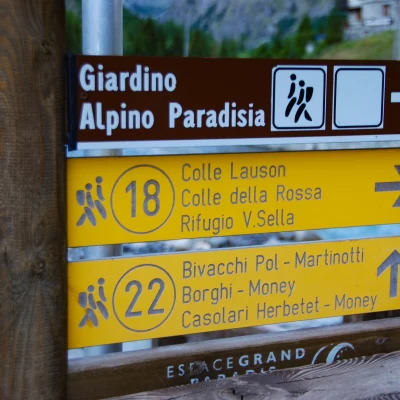 Giardino
Alpino Paradisia
18
Colle Lauson
Colle della Rossa
Rifugio V.Sella
22
Bivacchi Pol - Martinotti
Borghi - Money
Casolari Herbetet - Money
ESPACE GRAND
PARADIS